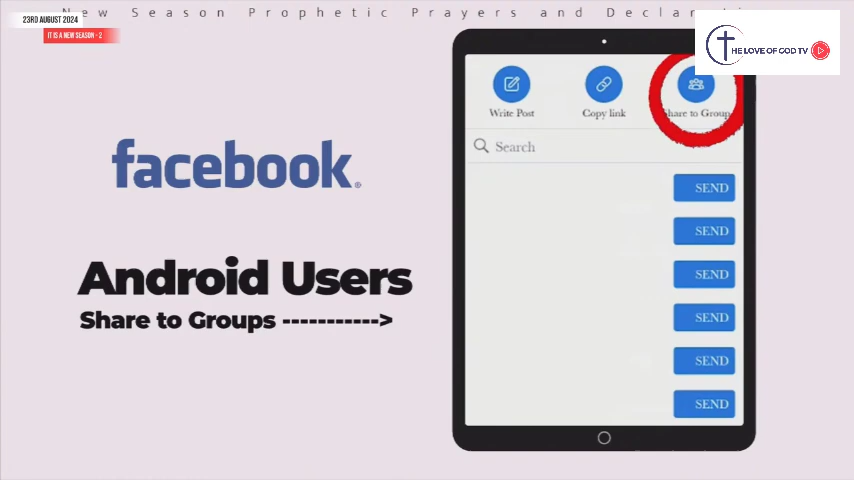 New Season Prophetic Prayers and
23RD AUGUST 2024
IT IS A NEW SEASON - 2
THE LOVE OF GOD TV
Write Post
Copy link
Share to Group
Search
facebook®
SEND
SEND
SEND
SEND
SEND
SEND
Android Users
Share to Groups ----------->